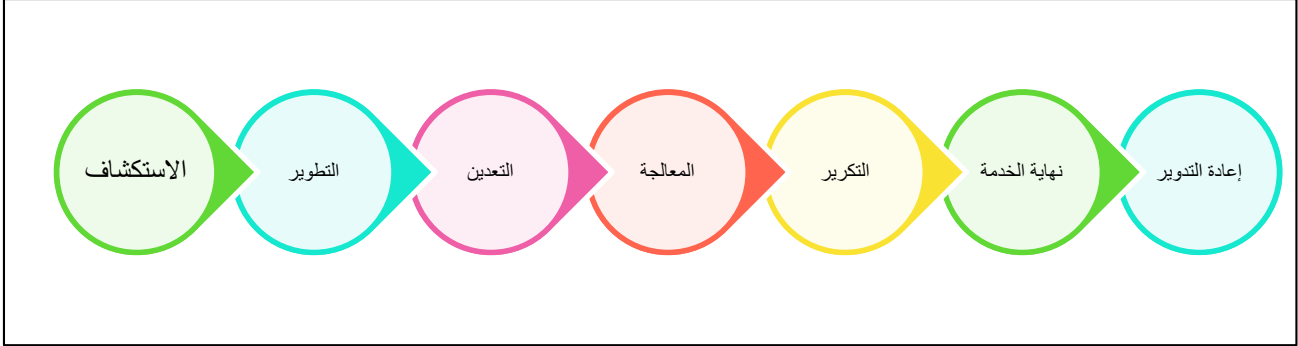 الاستكشاف
التطوير
التعدين
المعالجة
التكرير
نهاية الخدمة
إعادة التدوير